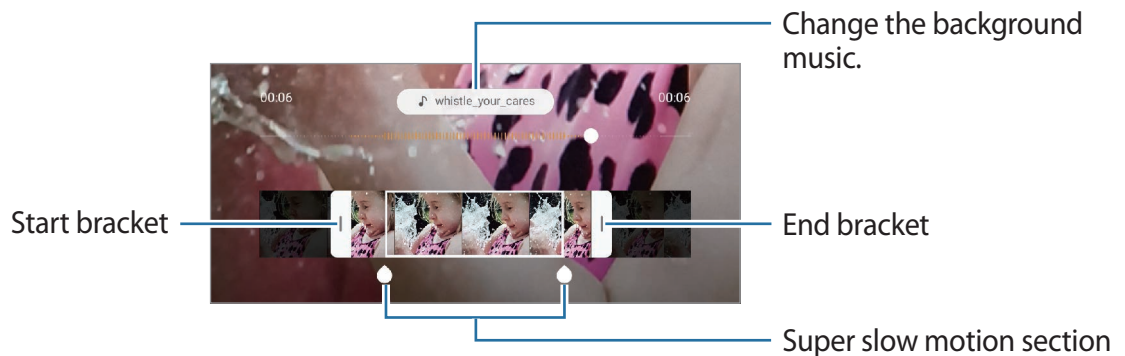 Change the background
music.
00:06
whistle_your_cares
00:06
Start bracket
End bracket
Super slow motion section